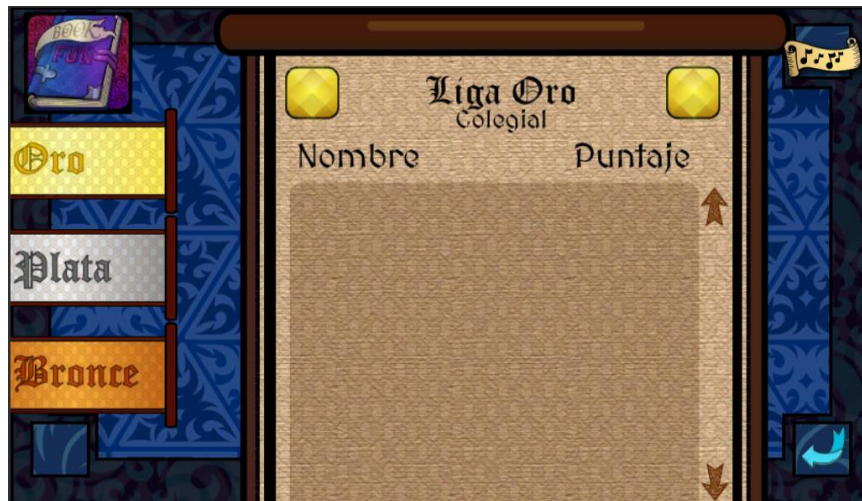 BOOK
FUN
Oro
Plata
Bronce
Liga Oro
Colegial
Nombre Puntaje